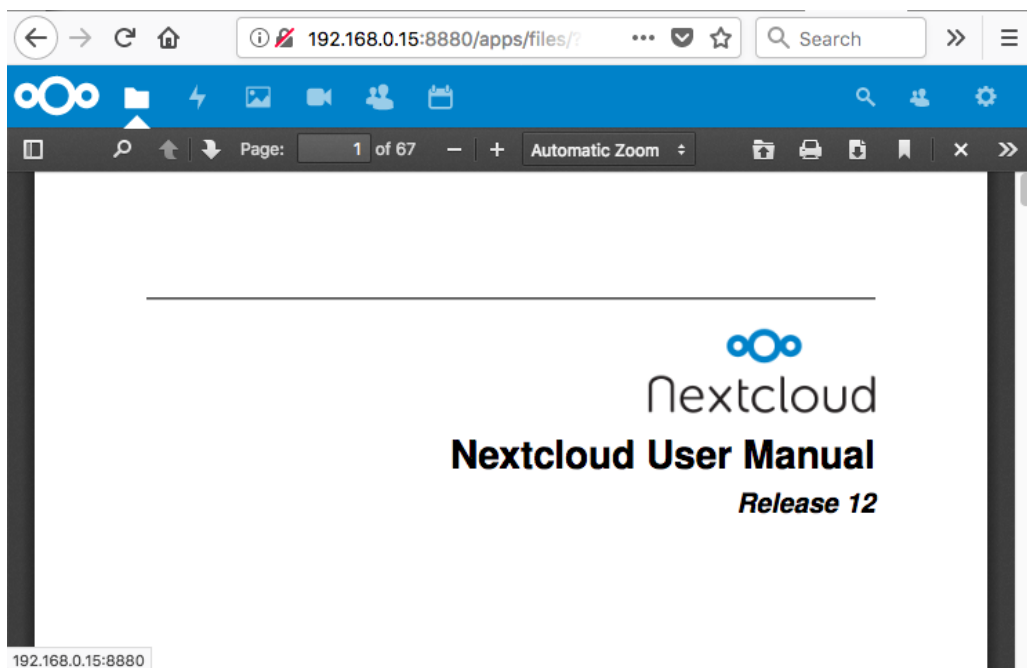 192.168.0.15:8880/apps/files/?
Search
Page: 1 of 67 Automatic Zoom
Nextcloud
Nextcloud User Manual
Release 12
192.168.0.15:8880